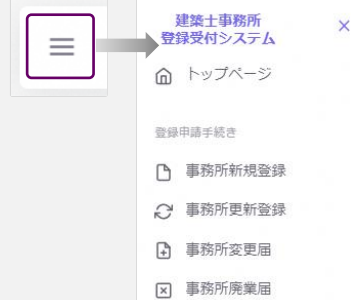 建築士事務所
登録受付システム
トップページ
登録申請手続き
事務所新規登録
事務所更新登録
事務所変更届
事務所廃業届